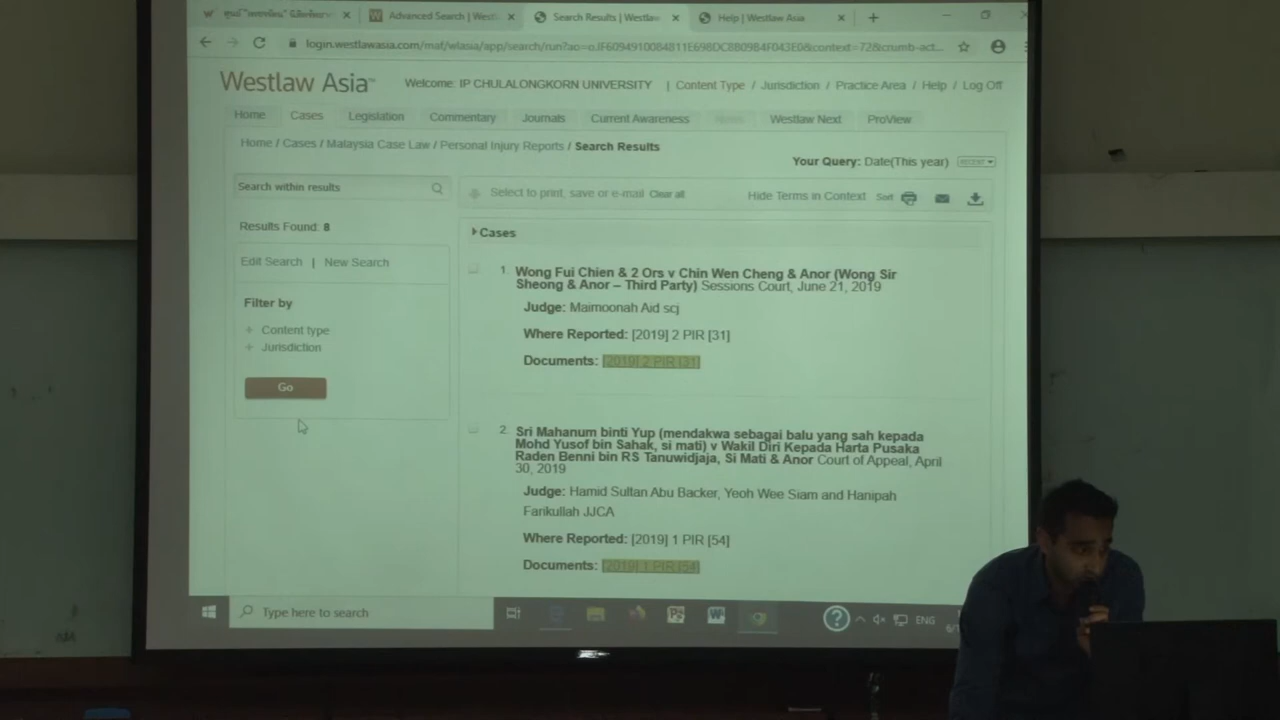 Advanced Search | Westl
Search Results | Westlaw
Help | Westlaw Asia
login.westlawasia.com/maf/wlasia/app/search/run?
Westlaw Asia
Welcome: IP CHULALONGKORN UNIVERSITY | Content Type / Jurisdiction / Practice Area / Help / Log Off
Home Cases Legislation Commentary Journals Current Awareness Westlaw Next ProView
Home / Cases / Malaysia Case Law / Personal Injury Reports / Search Results
Your Query: Date(This year) RECENT
Search within results
Select to print, save or e-mail Clear all
Hide Terms in Context Sort
Results Found: 8
Edit Search | New Search
Filter by
+ Content type
+ Jurisdiction
Go
Cases
1. Wong Fui Chien & 2 Ors v Chin Wen Cheng & Anor (Wong Sir
Sheong & Anor – Third Party) Sessions Court, June 21, 2019
Judge: Maimoonah Aid scj
Where Reported: [2019] 2 PIR [31]
Documents: [2019] 2 PIR [31]
2. Sri Mahanum binti Yup (mendakwa sebagai balu yang sah kepada
Mohd Yusof bin Sahak, si mati) v Wakil Diri Kepada Harta Pusaka
Raden Benni bin RS Tanuwidjaja, Si Mati & Anor Court of Appeal, April
30, 2019
Judge: Hamid Sultan Abu Backer, Yeoh Wee Siam and Hanipah
Farikullah JJCA
Where Reported: [2019] 1 PIR [54]
Documents: [2019] 1 PIR [54]
Type here to search
ENG